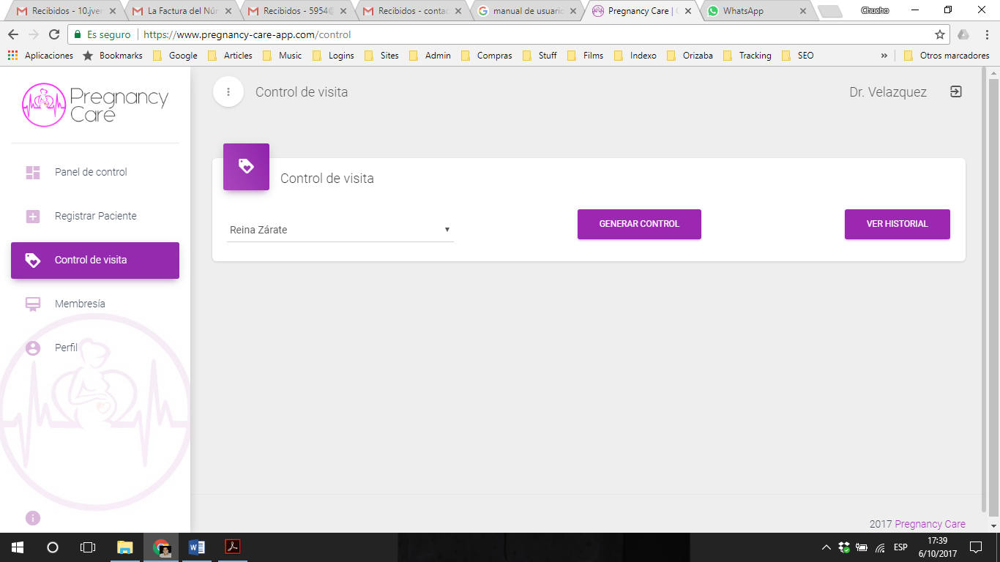 Recibidos - 10.jver
La Factura del Núm
Recibidos - 5954@
Recibidos - contac
manual de usuario
Pregnancy Care | C
WhatsApp
Chucho
Es seguro https://www.pregnancy-care-app.com/control
Aplicaciones Bookmarks Google Articles Music Logins Sites Admin Compras Stuff Films Indexo Orizaba Tracking SEO » Otros marcadores
Pregnancy
Care
Control de visita
Dr. Velazquez
Panel de control
Registrar Paciente
Control de visita
Membresía
Perfil
Control de visita
Reina Zárate
GENERAR CONTROL
VER HISTORIAL
2017 Pregnancy Care
ESP
17:39
6/10/2017